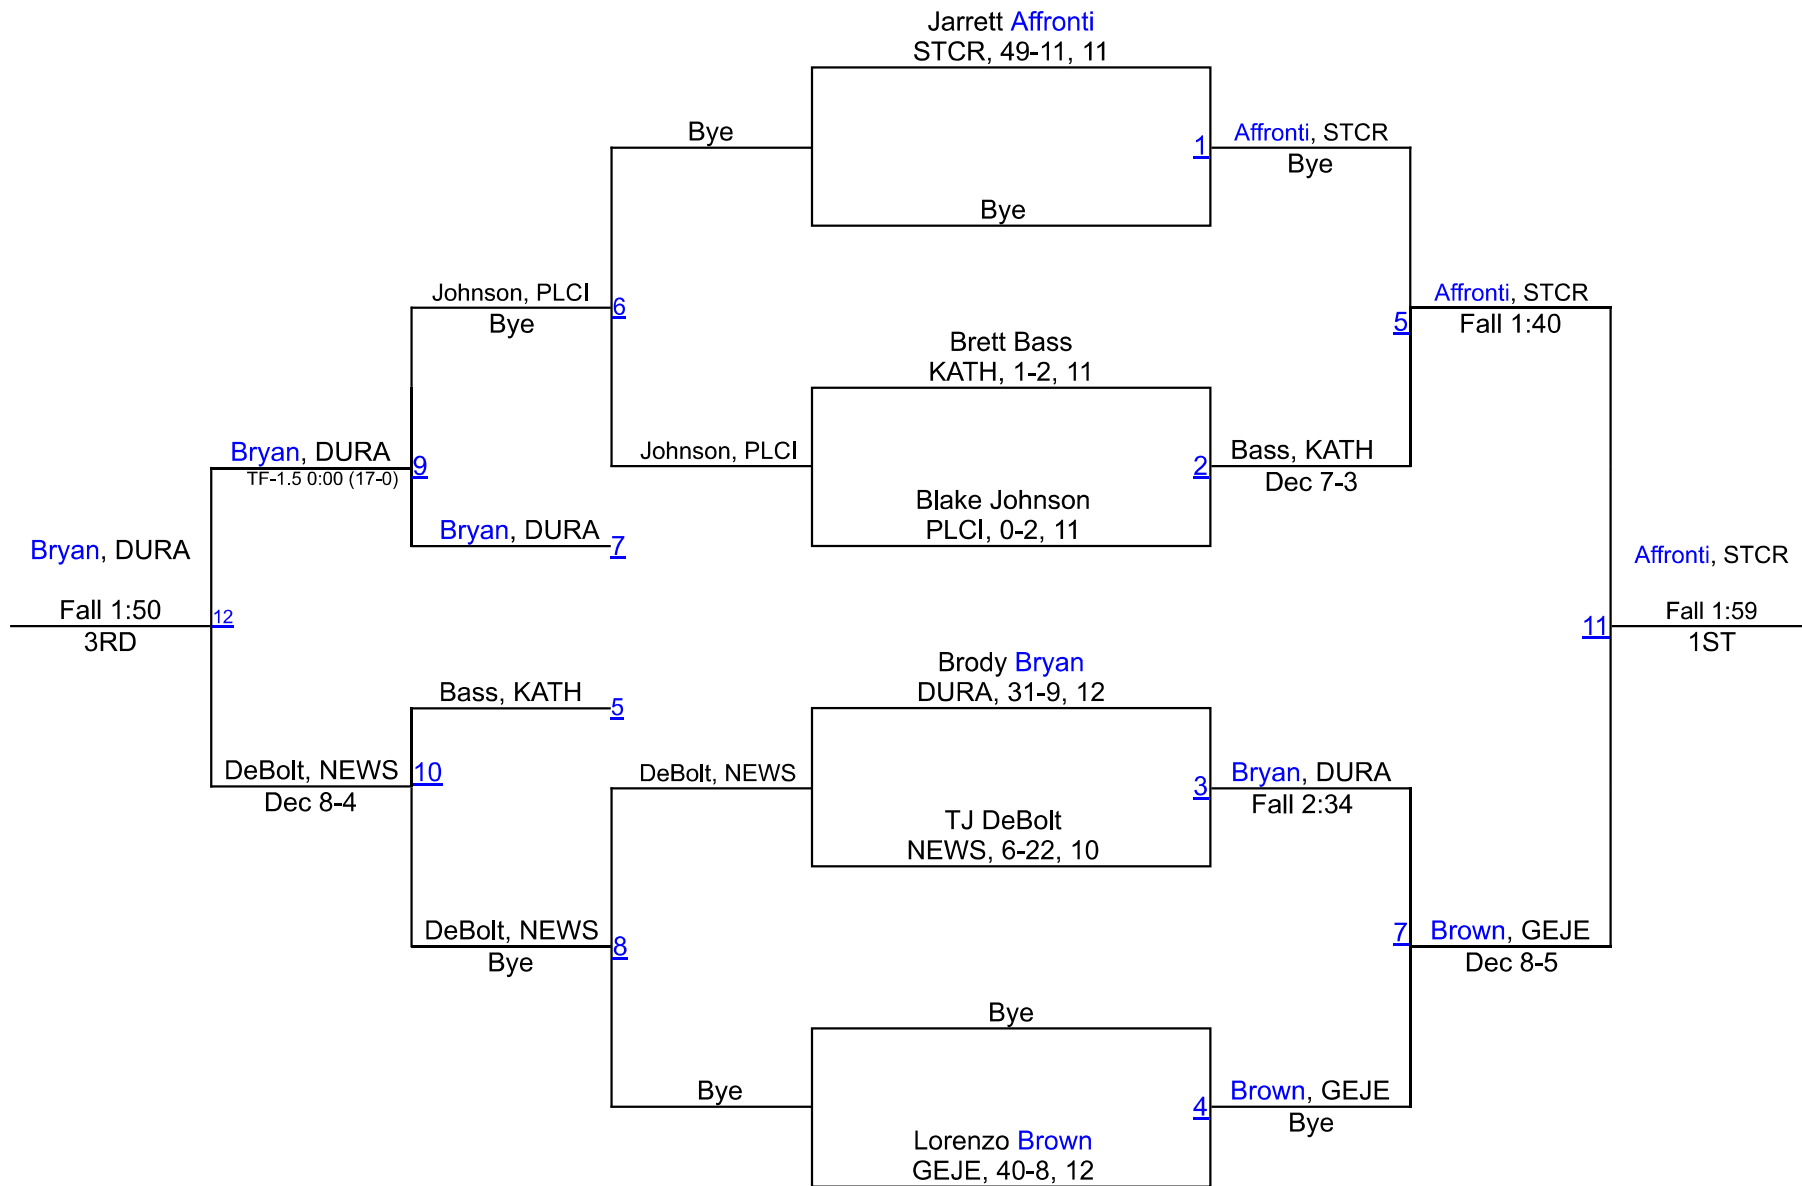 Jarrett Affronti
STCR, 49-11, 11
Bye
1
Affronti, STCR
Bye
Bye
Johnson, PLCI
Bye
6
Affronti, STCR
Fall 1:40
5
Brett Bass
KATH, 1-2, 11
Bryan, DURA
TF-1.5 0:00 (17-0)
9
Johnson, PLCI
2
Bass, KATH
Dec 7-3
Blake Johnson
PLCI, 0-2, 11
Bryan, DURA
7
Bryan, DURA
Fall 1:50
3RD
12
Affronti, STCR
Fall 1:59
1ST
11
Brody Bryan
DURA, 31-9, 12
Bass, KATH
5
DeBolt, NEWS
Dec 8-4
10
DeBolt, NEWS
3
Bryan, DURA
Fall 2:34
TJ DeBolt
NEWS, 6-22, 10
DeBolt, NEWS
Bye
8
7
Brown, GEJE
Dec 8-5
Bye
Bye
4
Brown, GEJE
Bye
Lorenzo Brown
GEJE, 40-8, 12